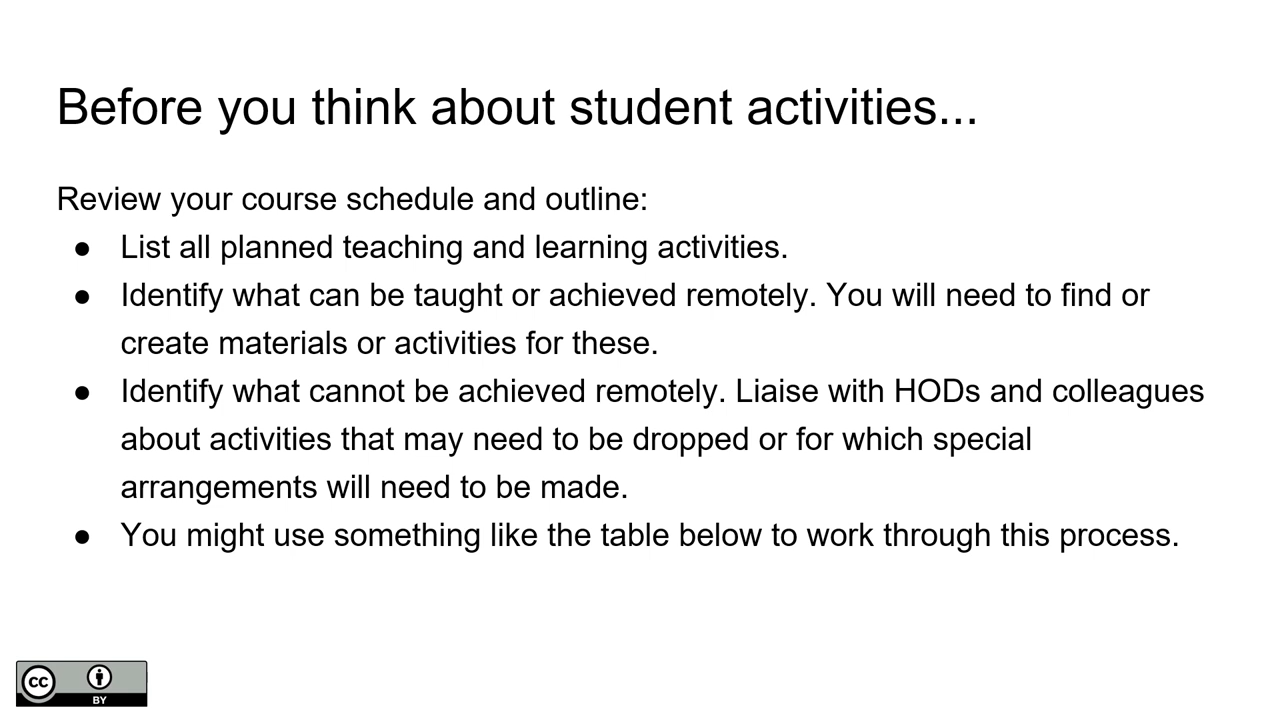 Before you think about student activities...
Review your course schedule and outline:
● List all planned teaching and learning activities.
● Identify what can be taught or achieved remotely. You will need to find or
create materials or activities for these.
● Identify what cannot be achieved remotely. Liaise with HODs and colleagues
about activities that may need to be dropped or for which special
arrangements will need to be made.
● You might use something like the table below to work through this process.
cc
BY